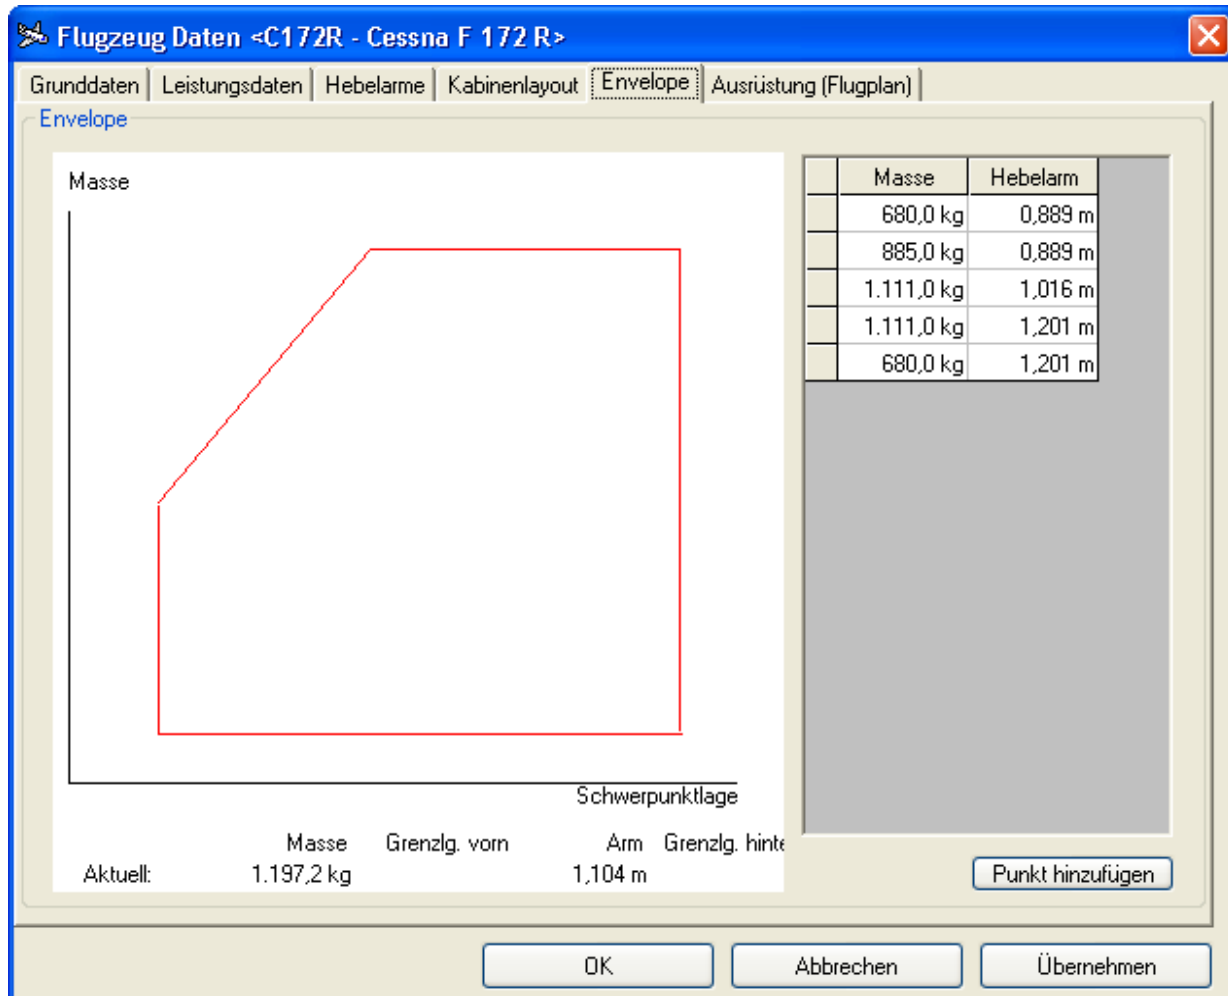 Flugzeug Daten <C172R - Cessna F 172 R>
Grunddaten Leistungsdaten Hebelarme Kabinenlayout Envelope Ausrüstung (Flugplan)
Envelope
Masse
Schwerpunktlage
Masse Grenzlg. vorn Arm Grenzlg. hinte
Aktuell: 1.197,2 kg 1,104 m
Masse Hebelarm
680,0 kg 0,889 m
885,0 kg 0,889 m
1.111,0 kg 1,016 m
1.111,0 kg 1,201 m
680,0 kg 1,201 m
Punkt hinzufügen
OK Abbrechen Übernehmen